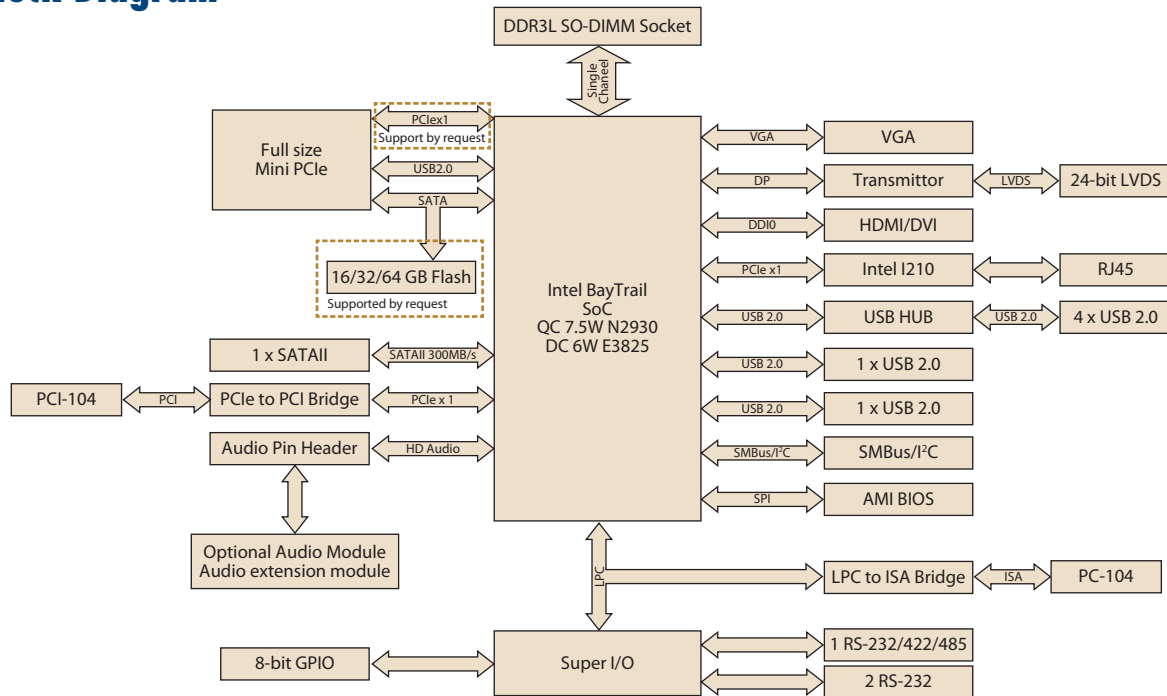 DDR3L SO-DIMM Socket
Single
Channel
PCIex1
Support by request
Full size
Mini PCIe
USB2.0
SATA
16/32/64 GB Flash
Supported by request
Intel BayTrail
SoC
QC 7.5W N2930
DC 6W E3825
VGA
VGA
DP
Transmittor
LVDS
24-bit LVDS
DDI0
HDMI/DVI
PCIe x1
Intel I210
RJ45
USB 2.0
USB HUB
USB 2.0
4 x USB 2.0
1 x SATAII
SATAII 300MB/s
USB 2.0
1 x USB 2.0
PCI-104
PCI
PCIe to PCI Bridge
PCIe x 1
USB 2.0
1 x USB 2.0
Audio Pin Header
HD Audio
SMBus/I²C
SMBus/I²C
SPI
AMI BIOS
Optional Audio Module
Audio extension module
LPC
LPC to ISA Bridge
ISA
PC-104
8-bit GPIO
Super I/O
1 RS-232/422/485
2 RS-232